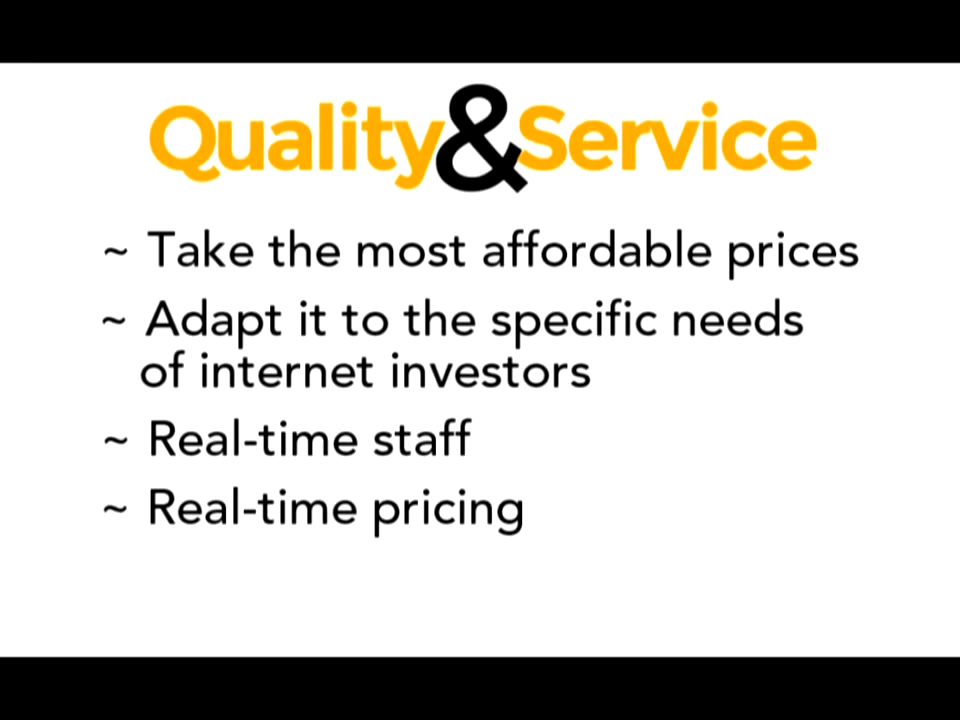 Quality&Service
~ Take the most affordable prices
~ Adapt it to the specific needs
of internet investors
~ Real-time staff
~ Real-time pricing